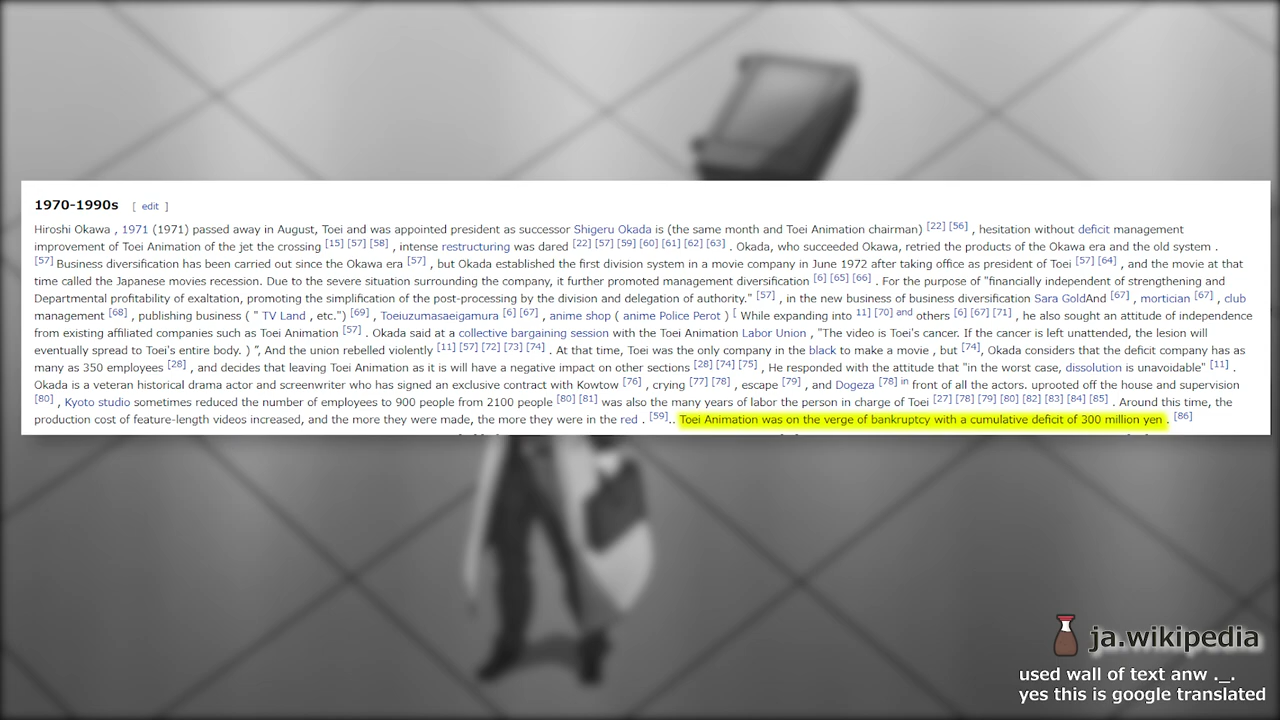 1970-1990s [ edit ]
Hiroshi Okawa , 1971 (1971) passed away in August, Toei and was appointed president as successor Shigeru Okada is (the same month and Toei Animation chairman) [22] [56] , hesitation without deficit management
improvement of Toei Animation of the jet the crossing [15] [57] [58] , intense restructuring was dared [22] [57] [59] [60] [61] [62] [63] . Okada, who succeeded Okawa, retried the products of the Okawa era and the old system .
[57] Business diversification has been carried out since the Okawa era [57] , but Okada established the first division system in a movie company in June 1972 after taking office as president of Toei [57] [64] , and the movie at that
time called the Japanese movies recession. Due to the severe situation surrounding the company, it further promoted management diversification [6] [65] [66] . For the purpose of "financially independent of strengthening and
Departmental profitability of exaltation, promoting the simplification of the post-processing by the division and delegation of authority." [57] , in the new business of business diversification Sara GoldAnd [67] , mortician [67] , club
management [68] , publishing business ( " TV Land , etc.") [69] , Toeiuzumasaeigamura [6] [67] , anime shop ( anime Police Perot ) [ While expanding into 11] [70] and others [6] [67] [71] , he also sought an attitude of independence
from existing affiliated companies such as Toei Animation [57] . Okada said at a collective bargaining session with the Toei Animation Labor Union , "The video is Toei's cancer. If the cancer is left unattended, the lesion will
eventually spread to Toei's entire body. ) ", And the union rebelled violently [11] [57] [72] [73] [74] . At that time, Toei was the only company in the black to make a movie , but [74], Okada considers that the deficit company has as
many as 350 employees [28] , and decides that leaving Toei Animation as it is will have a negative impact on other sections [28] [74] [75] , He responded with the attitude that "in the worst case, dissolution is unavoidable" [11] .
Okada is a veteran historical drama actor and screenwriter who has signed an exclusive contract with Kowtow [76] , crying [77] [78] , escape [79] , and Dogeza [78] in front of all the actors. uprooted off the house and supervision
[80] , Kyoto studio sometimes reduced the number of employees to 900 people from 2100 people [80] [81] was also the many years of labor the person in charge of Toei [27] [78] [79] [80] [82] [83] [84] [85] . Around this time, the
production cost of feature-length videos increased, and the more they were made, the more they were in the red . [59] .. Toei Animation was on the verge of bankruptcy with a cumulative deficit of 300 million yen . [86]
ja.wikipedia
used wall of text anw ._.
yes this is google translated